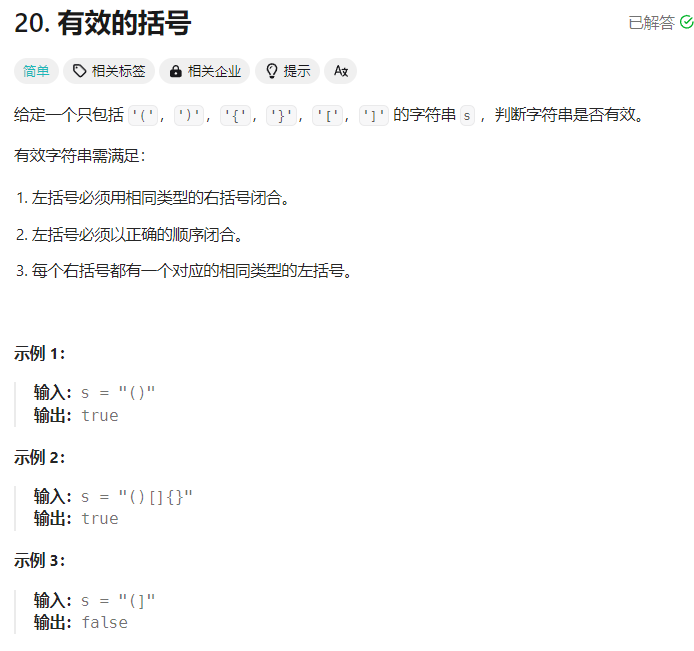 20. 有效的括号
已解答
简单 相关标签 相关企业 提示
给定一个只包括 '('，')'，'{'，'}'，'['，']' 的字符串 s ，判断字符串是否有效。
有效字符串需满足：
1. 左括号必须用相同类型的右括号闭合。
2. 左括号必须以正确的顺序闭合。
3. 每个右括号都有一个对应的相同类型的左括号。
示例 1：
输入：s = "()"
输出：true
示例 2：
输入：s = "()[]{}"
输出：true
示例 3：
输入：s = "(]"
输出：false